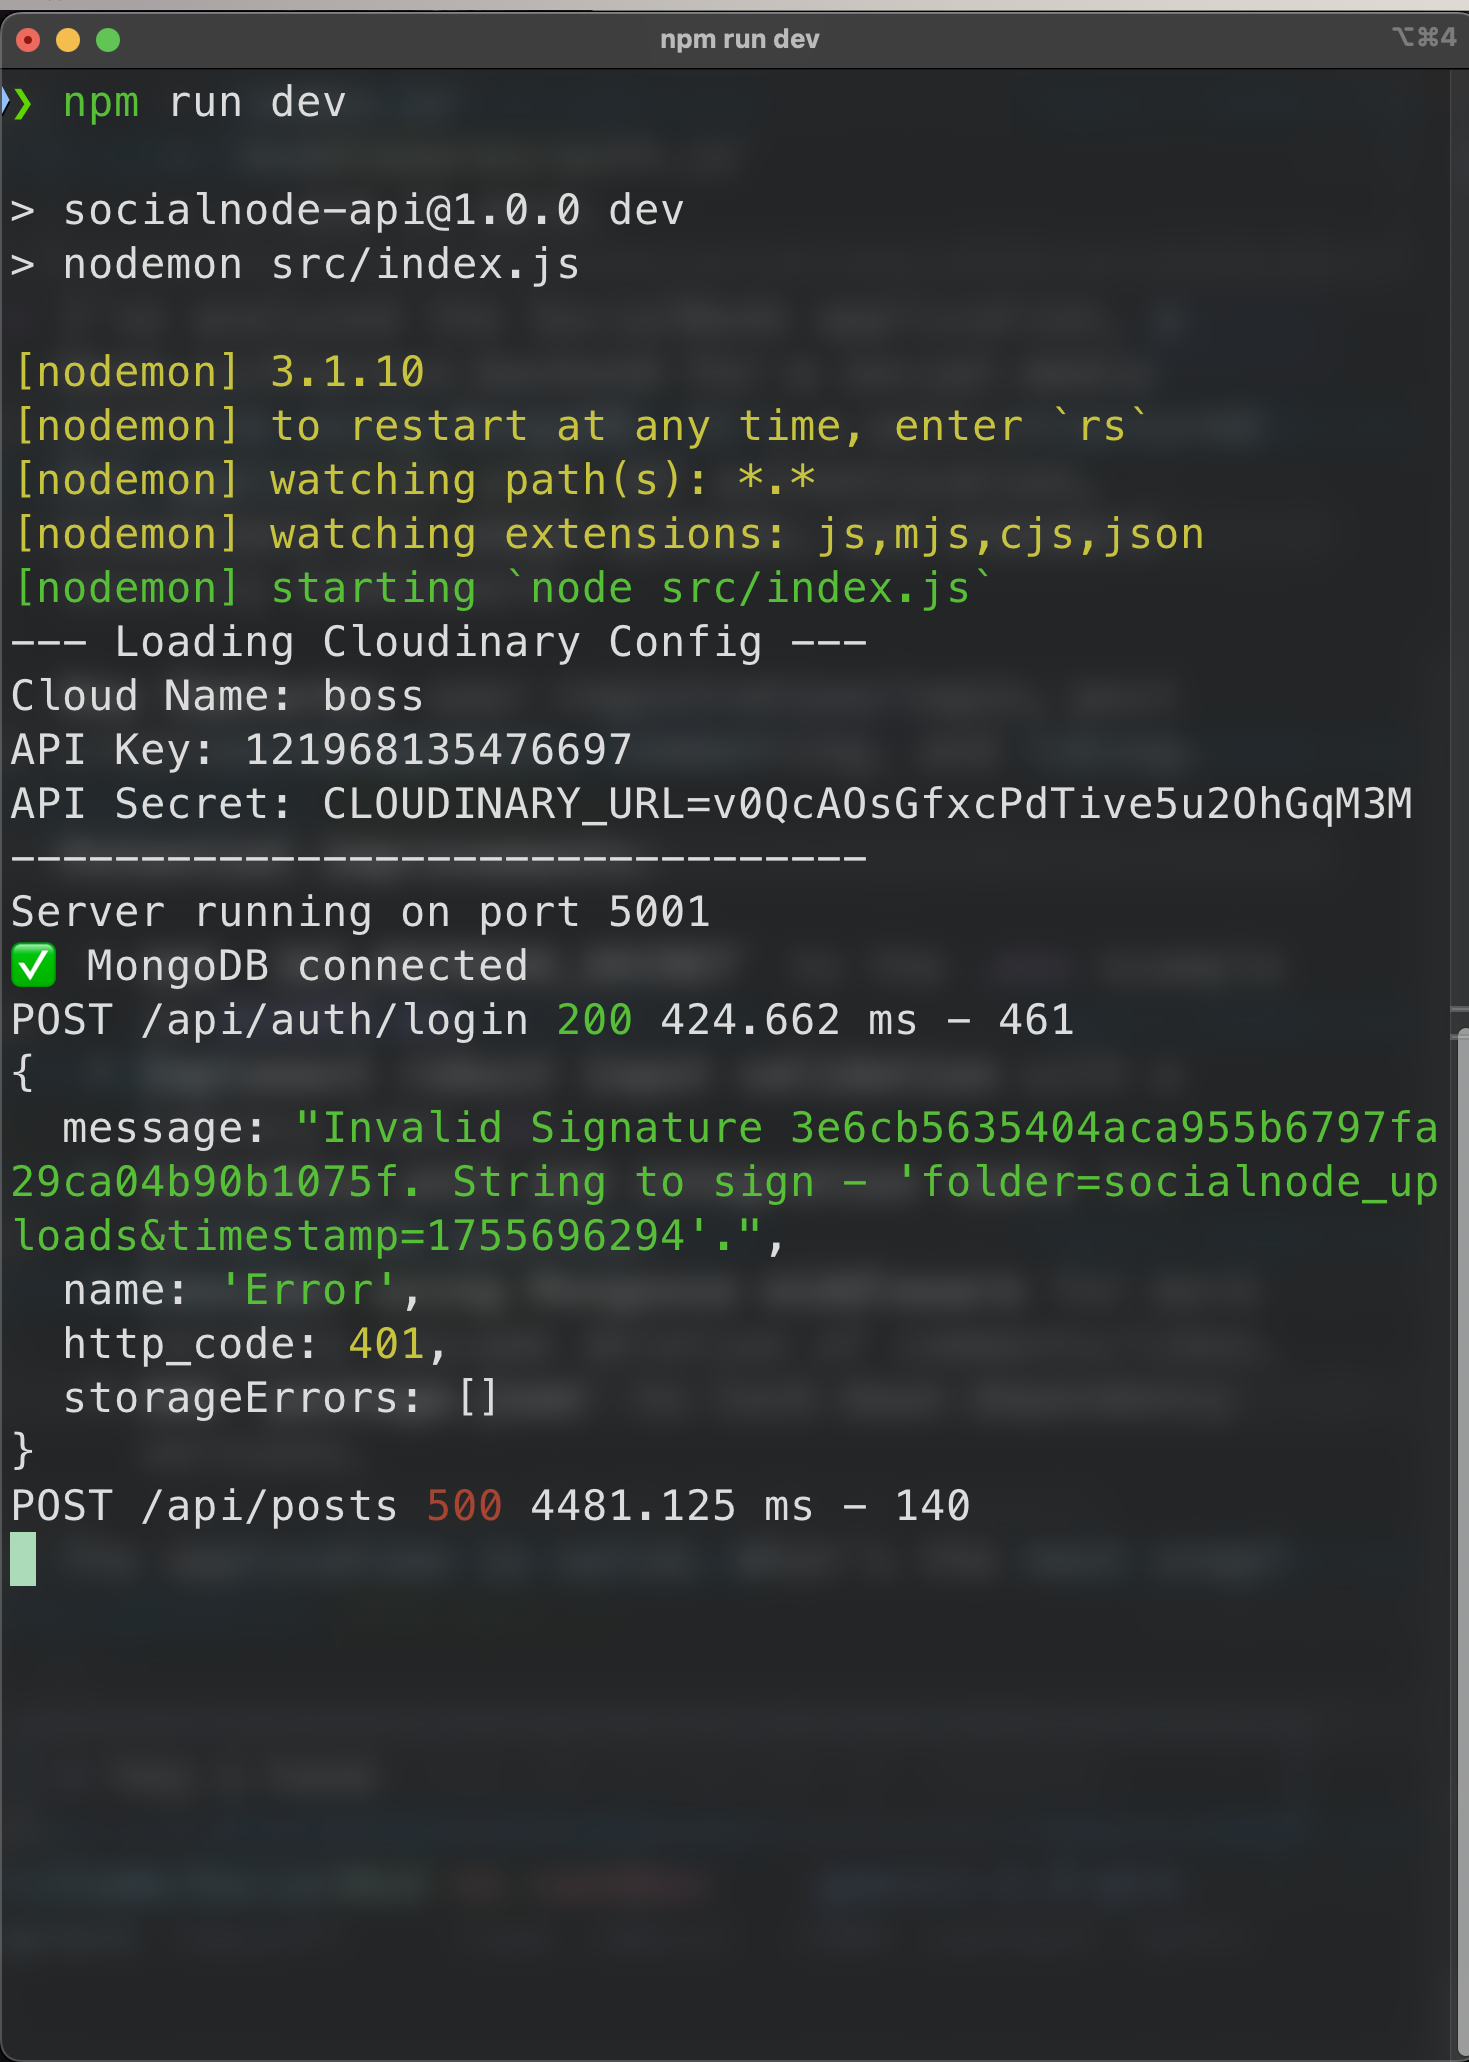 npm run dev
⌥⌘4
❯ npm run dev
> socialnode-api@1.0.0 dev
> nodemon src/index.js
[nodemon] 3.1.10
[nodemon] to restart at any time, enter `rs`
[nodemon] watching path(s): *.*
[nodemon] watching extensions: js,mjs,cjs,json
[nodemon] starting `node src/index.js`
--- Loading Cloudinary Config ---
Cloud Name: boss
API Key: 121968135476697
API Secret: CLOUDINARY_URL=v0QcAOsGfxcPdTive5u2OhGqM3M
---------------------------------
Server running on port 5001
✅ MongoDB connected
POST /api/auth/login 200 424.662 ms - 461
{
  message: "Invalid Signature 3e6cb5635404aca955b6797fa
29ca04b90b1075f. String to sign - 'folder=socialnode_up
loads&timestamp=1755696294'.",
  name: 'Error',
  http_code: 401,
  storageErrors: []
}
POST /api/posts 500 4481.125 ms - 140